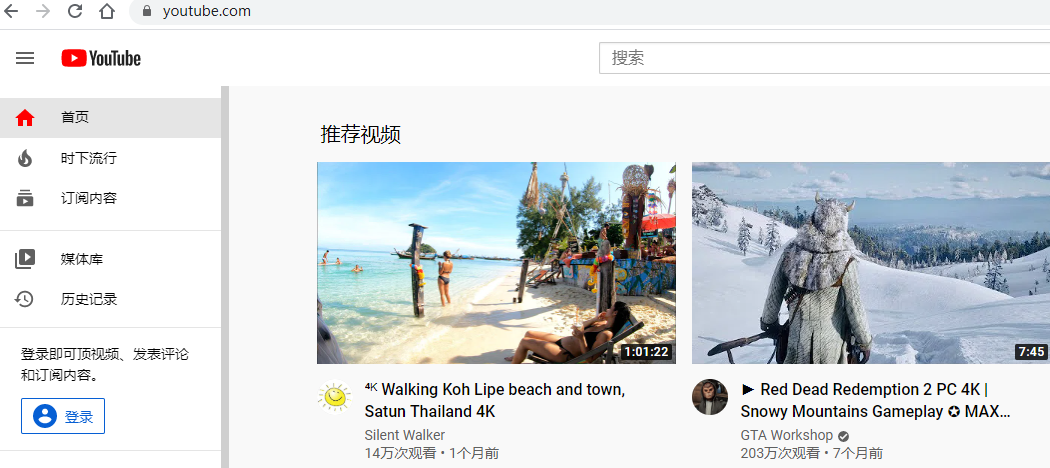 youtube.com
YouTube
搜索
首页
时下流行
订阅内容
媒体库
历史记录
登录即可顶视频、发表评论
和订阅内容。
登录
推荐视频
1:01:22
⁴ᴷ Walking Koh Lipe beach and town,
Satun Thailand 4K
Silent Walker
14万次观看 • 1个月前
7:45
► Red Dead Redemption 2 PC 4K |
Snowy Mountains Gameplay ✪ MAX...
GTA Workshop
203万次观看 • 7个月前